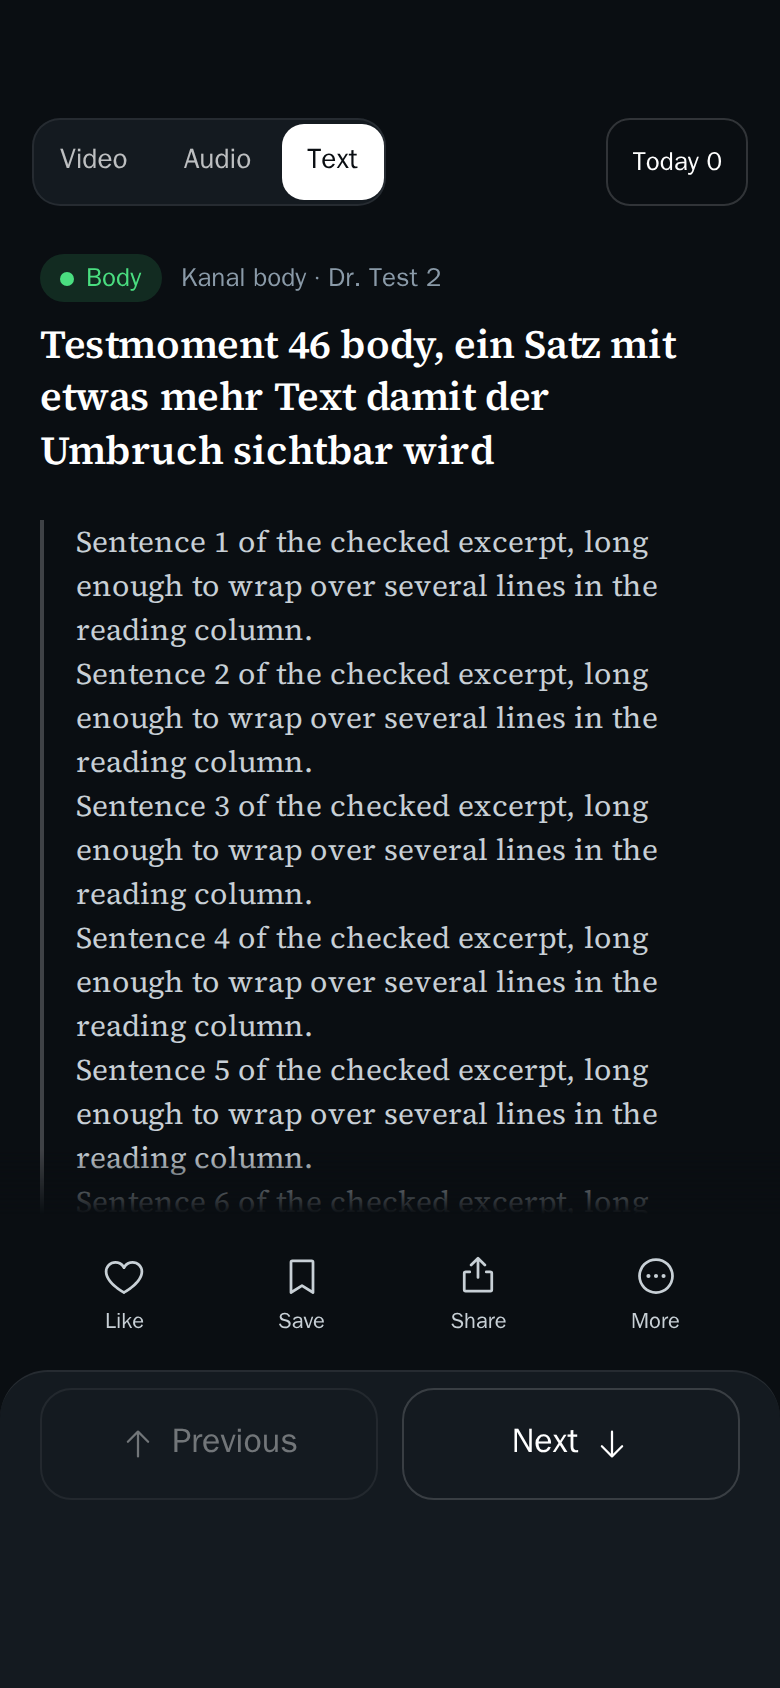 Video Audio Text Today 0
Body Kanal body · Dr. Test 2
Testmoment 46 body, ein Satz mit
etwas mehr Text damit der
Umbruch sichtbar wird
Sentence 1 of the checked excerpt, long
enough to wrap over several lines in the
reading column.
Sentence 2 of the checked excerpt, long
enough to wrap over several lines in the
reading column.
Sentence 3 of the checked excerpt, long
enough to wrap over several lines in the
reading column.
Sentence 4 of the checked excerpt, long
enough to wrap over several lines in the
reading column.
Sentence 5 of the checked excerpt, long
enough to wrap over several lines in the
reading column.
Sentence 6 of the checked excerpt, long
Like Save Share More
Previous Next